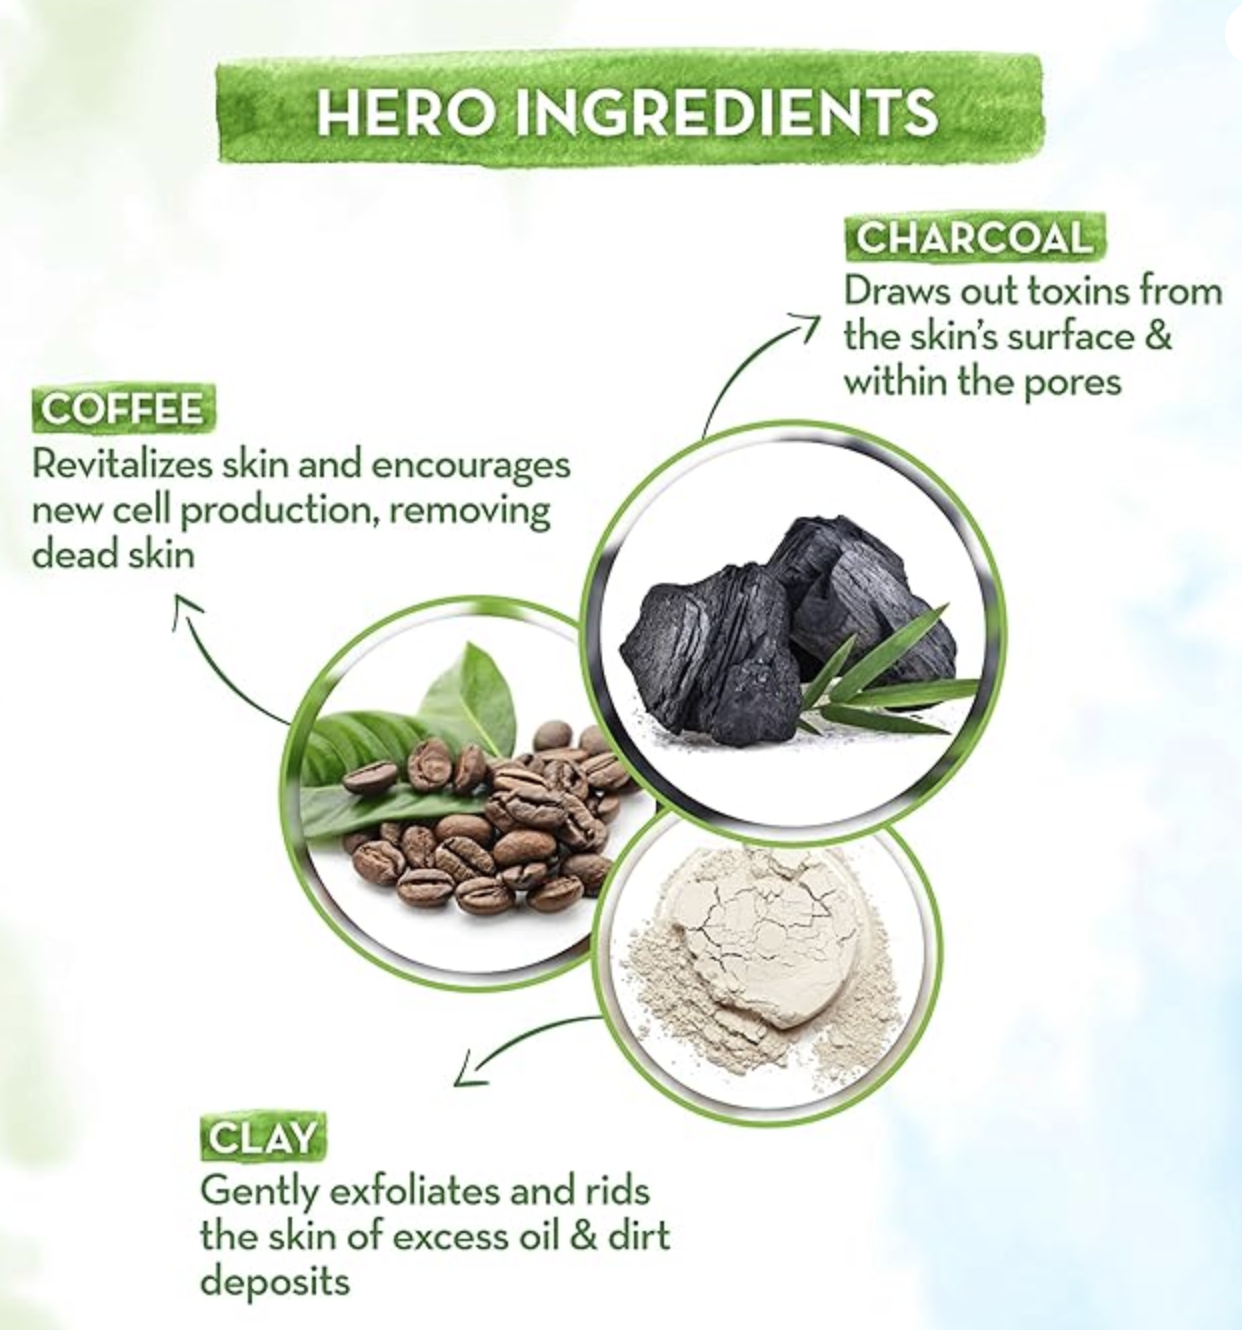 HERO INGREDIENTS
CHARCOAL
Draws out toxins from
the skin's surface &
within the pores
COFFEE
Revitalizes skin and encourages
new cell production, removing
dead skin
CLAY
Gently exfoliates and rids
the skin of excess oil & dirt
deposits